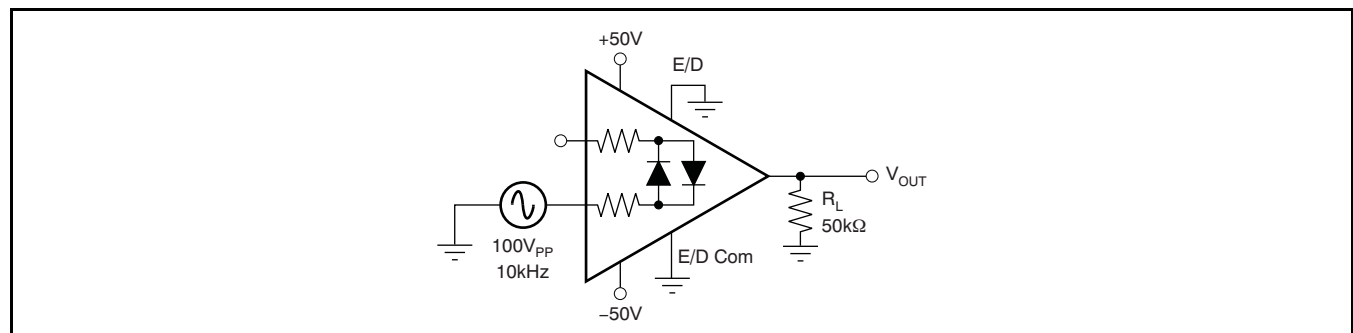 +50V
E/D
V_OUT
R_L
50kΩ
100V_PP
10kHz
E/D Com
−50V